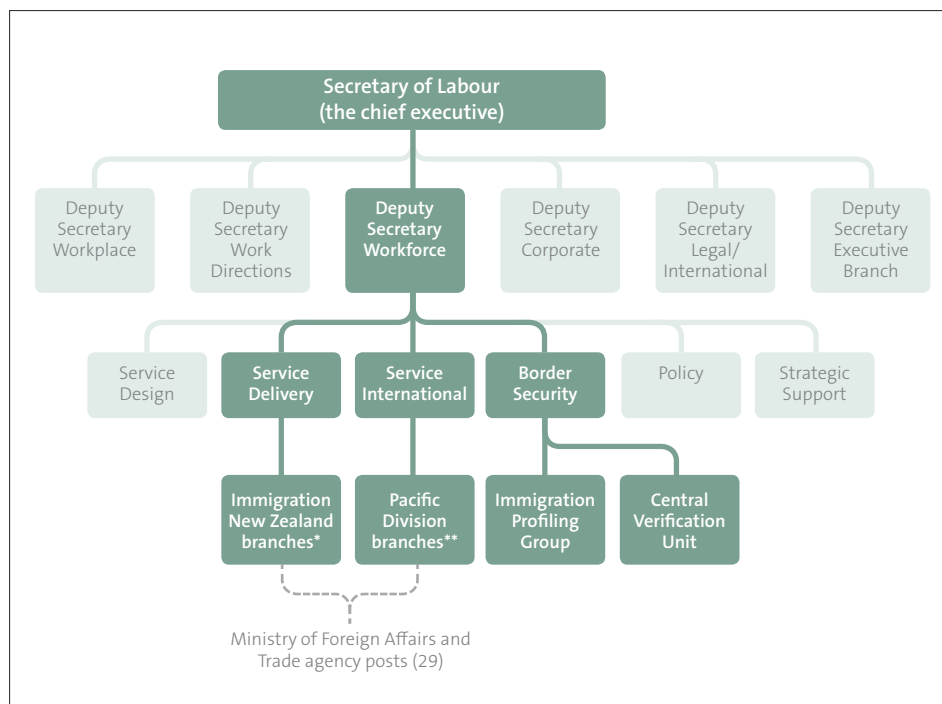 Secretary of Labour
(the chief executive)
Deputy
Secretary
Workplace
Deputy
Secretary
Work
Directions
Deputy
Secretary
Workforce
Deputy
Secretary
Corporate
Deputy
Secretary
Legal/
International
Deputy
Secretary
Executive
Branch
Service
Design
Service
Delivery
Service
International
Border
Security
Policy
Strategic
Support
Immigration
New Zealand
branches*
Pacific
Division
branches**
Immigration
Profiling
Group
Central
Verification
Unit
Ministry of Foreign Affairs and
Trade agency posts (29)